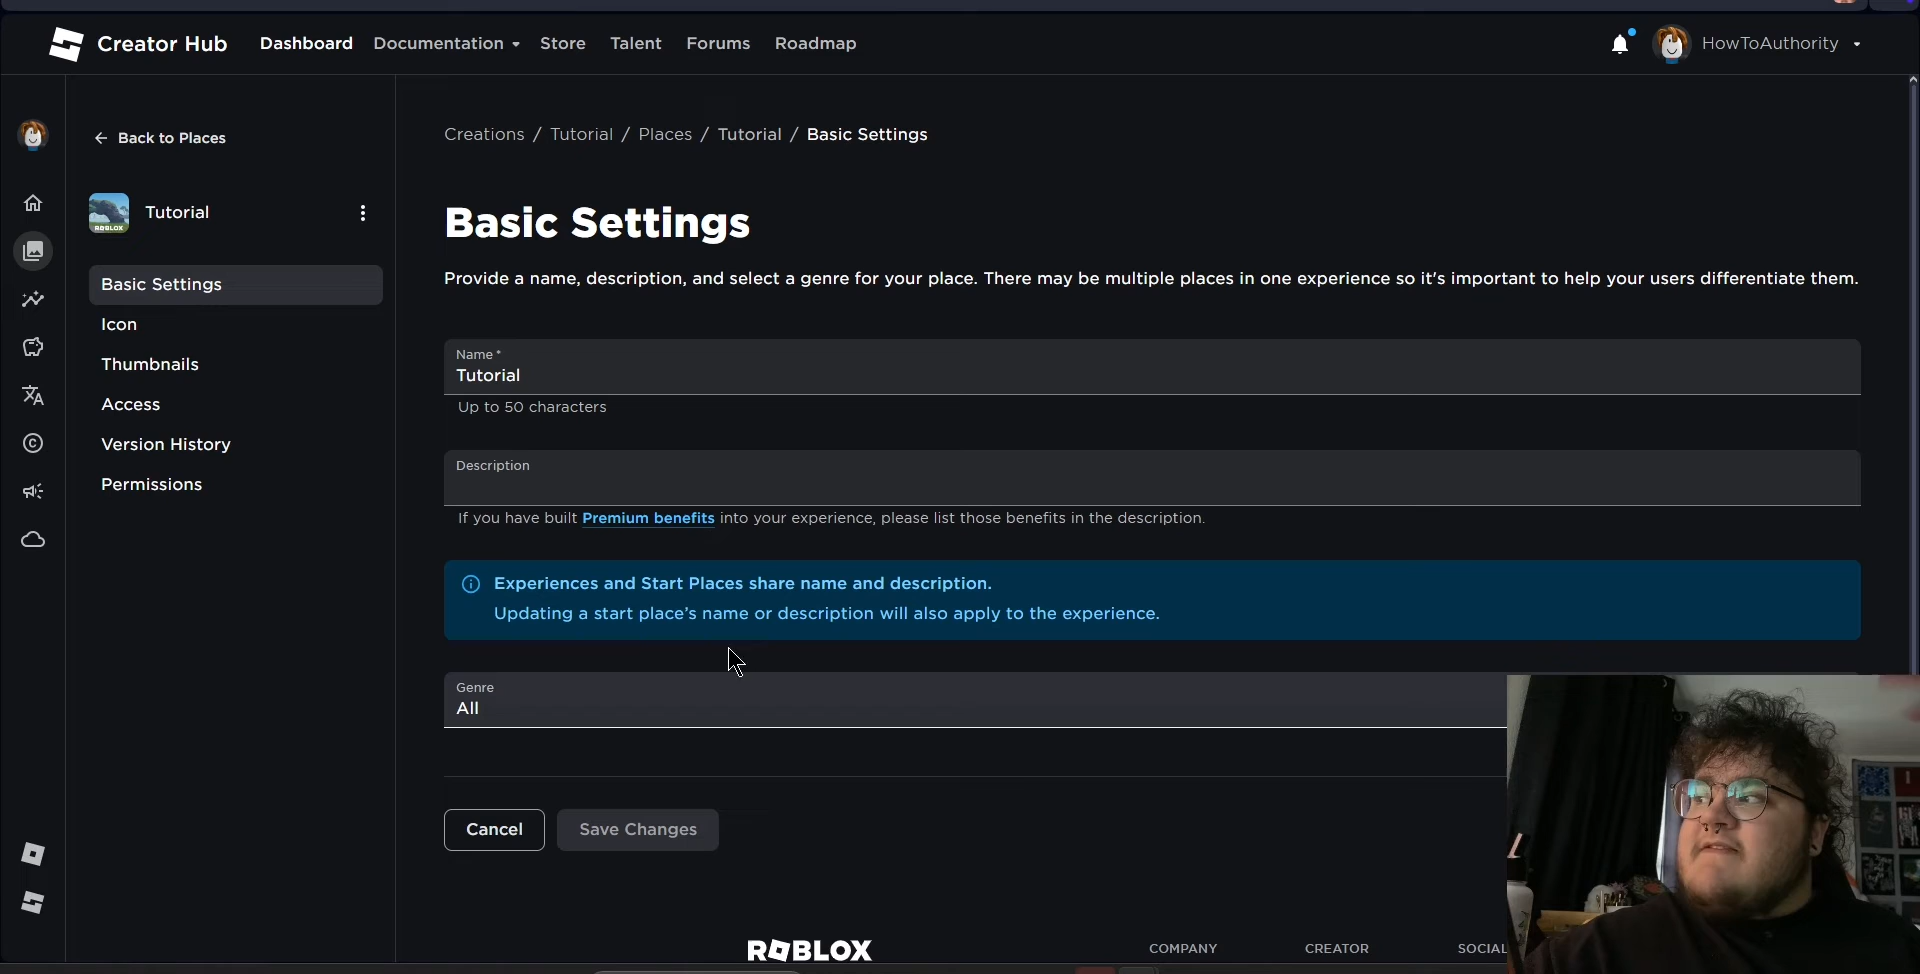 Creator Hub
Dashboard
Documentation
Store
Talent
Forums
Roadmap
HowToAuthority
Back to Places
ROBLOX
Tutorial
Basic Settings
Icon
Thumbnails
Access
Version History
Permissions
Creations / Tutorial / Places / Tutorial / Basic Settings
Basic Settings
Provide a name, description, and select a genre for your place. There may be multiple places in one experience so it's important to help your users differentiate them.
Name *
Tutorial
Up to 50 characters
Description
If you have built Premium benefits into your experience, please list those benefits in the description.
Experiences and Start Places share name and description.
Updating a start place’s name or description will also apply to the experience.
Genre
All
Cancel
Save Changes
ROBLOX
COMPANY
CREATOR
SOCIAL